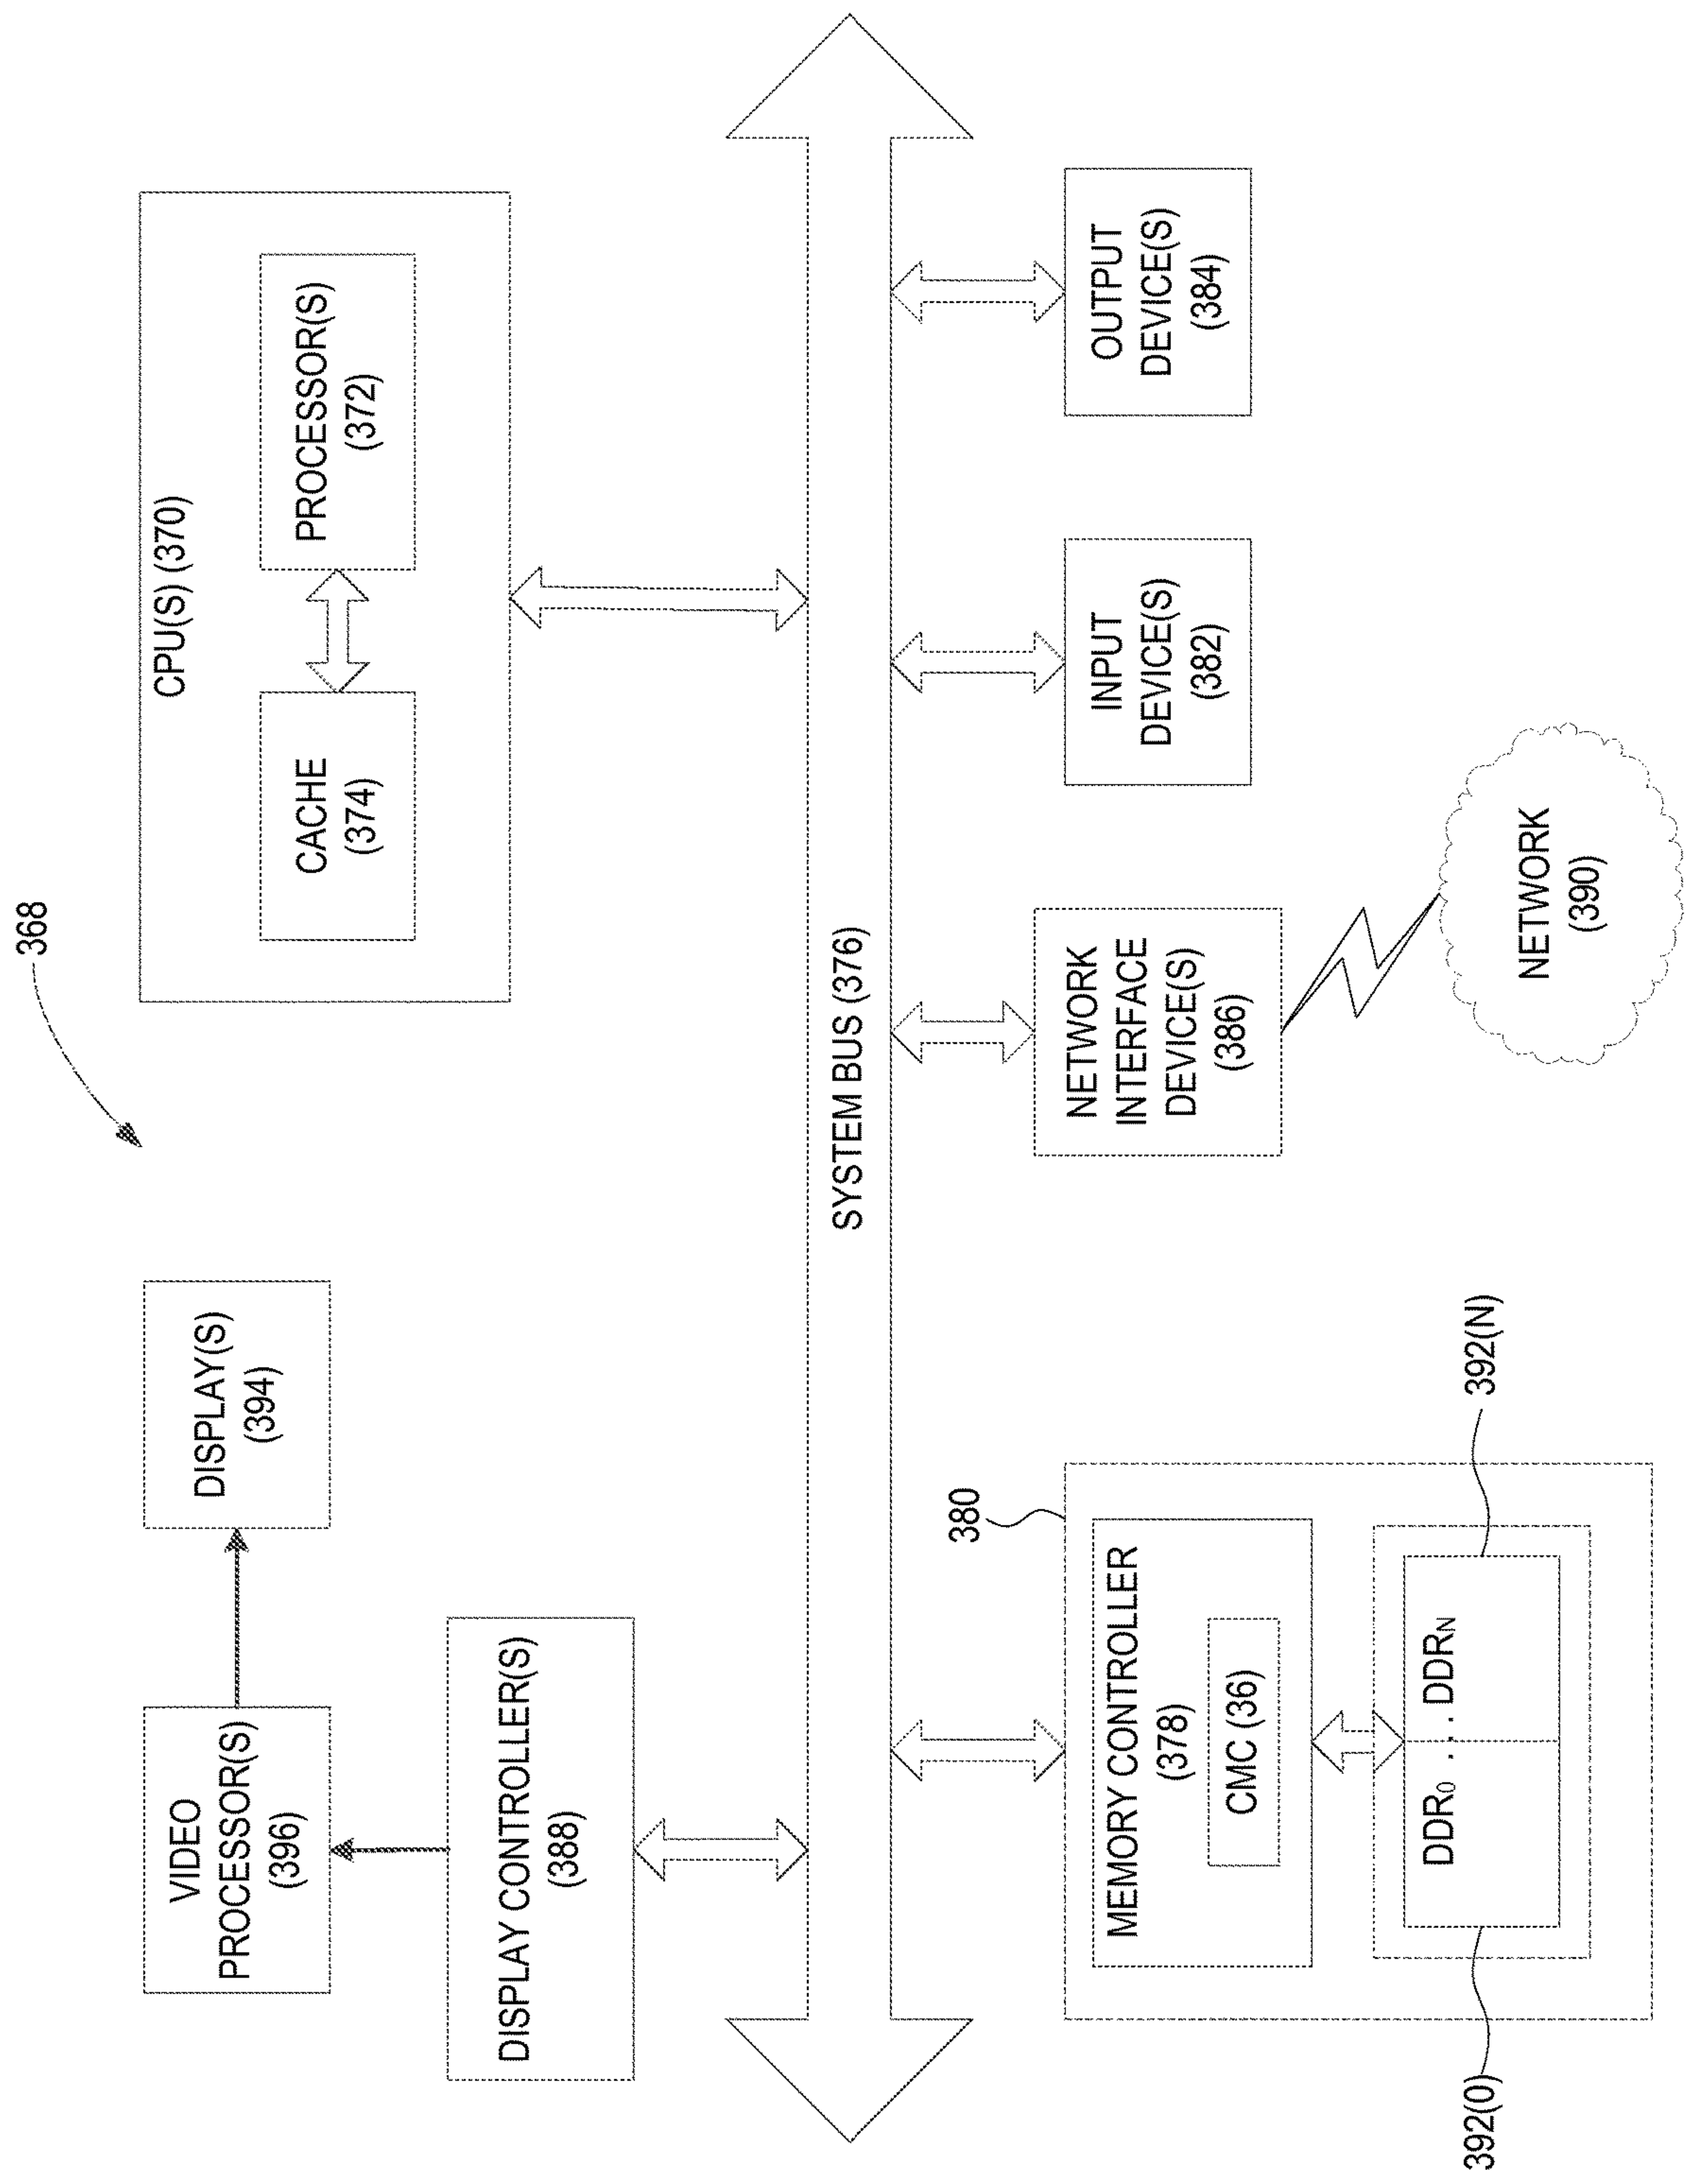 368
CPU(S) (370)
CACHE
(374)
PROCESSOR(S)
(372)
VIDEO
PROCESSOR(S)
(396)
DISPLAY(S)
(394)
DISPLAY CONTROLLER(S)
(388)
SYSTEM BUS (376)
380
MEMORY CONTROLLER
(378)
CMC (36)
DDR0 . . . DDRN
392(0)
392(N)
NETWORK
INTERFACE
DEVICE(S)
(386)
NETWORK
(390)
INPUT
DEVICE(S)
(382)
OUTPUT
DEVICE(S)
(384)